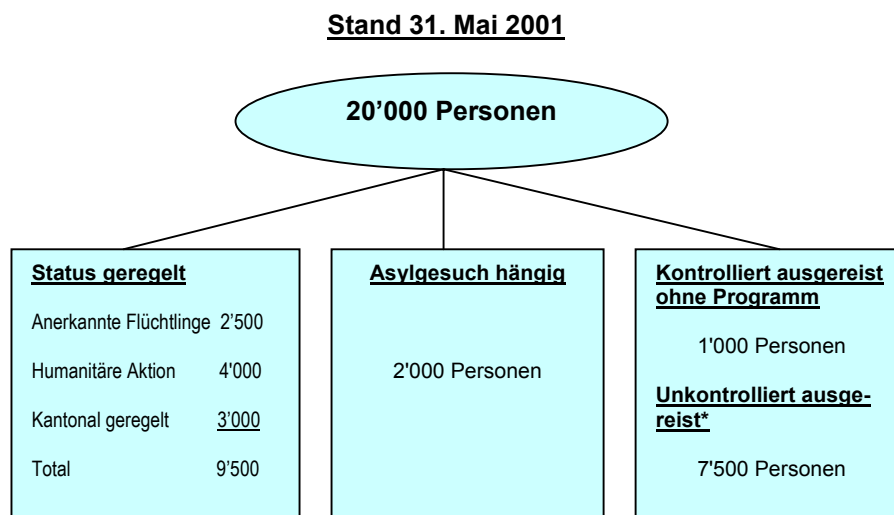 Stand 31. Mai 2001
20’000 Personen
Status geregelt
Anerkannte Flüchtlinge 2’500
Humanitäre Aktion 4'000
Kantonal geregelt 3’000
Total 9’500
Asylgesuch hängig
2’000 Personen
Kontrolliert ausgereist
ohne Programm
1'000 Personen
Unkontrolliert ausge-
reist*
7'500 Personen